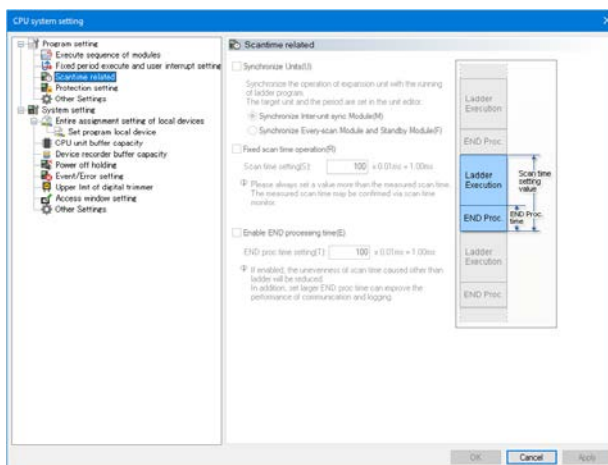 CPU system setting
Program setting
Execute sequence of modules
Fixed period execute and user interrupt setting
Scantime related
Protection setting
Other Settings
System setting
Entire assignment setting of local devices
Set program local device
CPU unit buffer capacity
Device recorder buffer capacity
Power off holding
Event/Error setting
Upper limit of digital trimmer
Access window setting
Other Settings
Scantime related
Synchronize Units(U)
Synchronize the operation of expansion unit with the running
of ladder program.
The target unit and the period are set in the unit editor.
Synchronize Inter-unit sync Module(M)
Synchronize Every-scan Module and Standby Module(F)
Fixed scan time operation(R)
Scan time setting(S): 100 x 0.01ms = 1.00ms
Please always set a value more than the measured scan time.
The measured scan time may be confirmed via scan time
monitor.
Enable END processing time(E)
END proc time setting(T): 100 x 0.01ms = 1.00ms
If enabled, the unevenness of scan time caused other than
ladder will be reduced.
In addition, set larger END proc time can improve the
performance of communication and logging.
Ladder
Execution
END Proc.
Ladder
Execution
END Proc.
Scan time
setting
value
END Proc.
time
Ladder
Execution
END Proc.
OK
Cancel
Apply